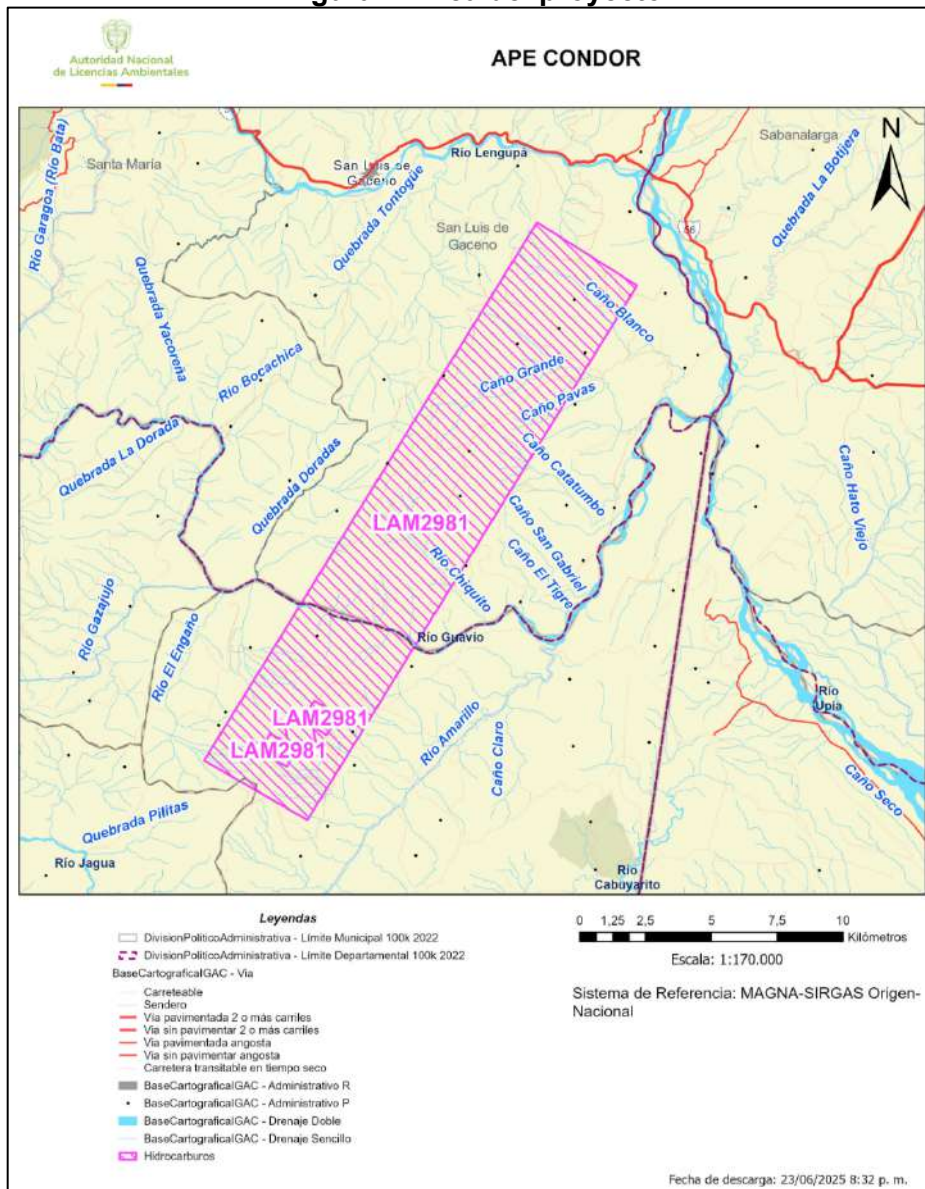 Autoridad Nacional
de Licencias Ambientales
APE CONDOR
Sabanalarga
N
Santa María
San Luis de
Gaceno
Río Lengupá
Río Garagoa (Río Bata)
Quebrada Tontogüe
Quebrada La Botijera
San Luis de
Gaceno
56
Quebrada Yacoreña
Caño Blanco
Río Bocachica
Caño Grande
Caño Pavas
Quebrada La Dorada
Quebrada Doradas
Caño Catatumbo
Caño Hato Viejo
LAM2981
Caño San Gabriel
Caño El Tigre
Río Chiquito
Río Gazajujo
Río El Engaño
Río Guavio
LAM2981
LAM2981
Río Amarillo
Caño Claro
Río
Upía
Caño Seco
Quebrada Pilitas
Río Jagua
Río
Cabuyarito
Leyendas
DivisionPolíticoAdministrativa - Límite Municipal 100k 2022
DivisionPolíticoAdministrativa - Límite Departamental 100k 2022
BaseCartograficaIGAC - Via
Carreteable
Sendero
Vía pavimentada 2 o más carriles
Vía sin pavimentar 2 o más carriles
Vía pavimentada angosta
Vía sin pavimentar angosta
Carretera transitable en tiempo seco
BaseCartograficaIGAC - Administrativo R
BaseCartograficaIGAC - Administrativo P
BaseCartograficaIGAC - Drenaje Doble
BaseCartograficaIGAC - Drenaje Sencillo
Hidrocarburos
0 1,25 2,5 5 7,5 10
Kilómetros
Escala: 1:170.000
Sistema de Referencia: MAGNA-SIRGAS Origen-
Nacional
Fecha de descarga: 23/06/2025 8:32 p. m.